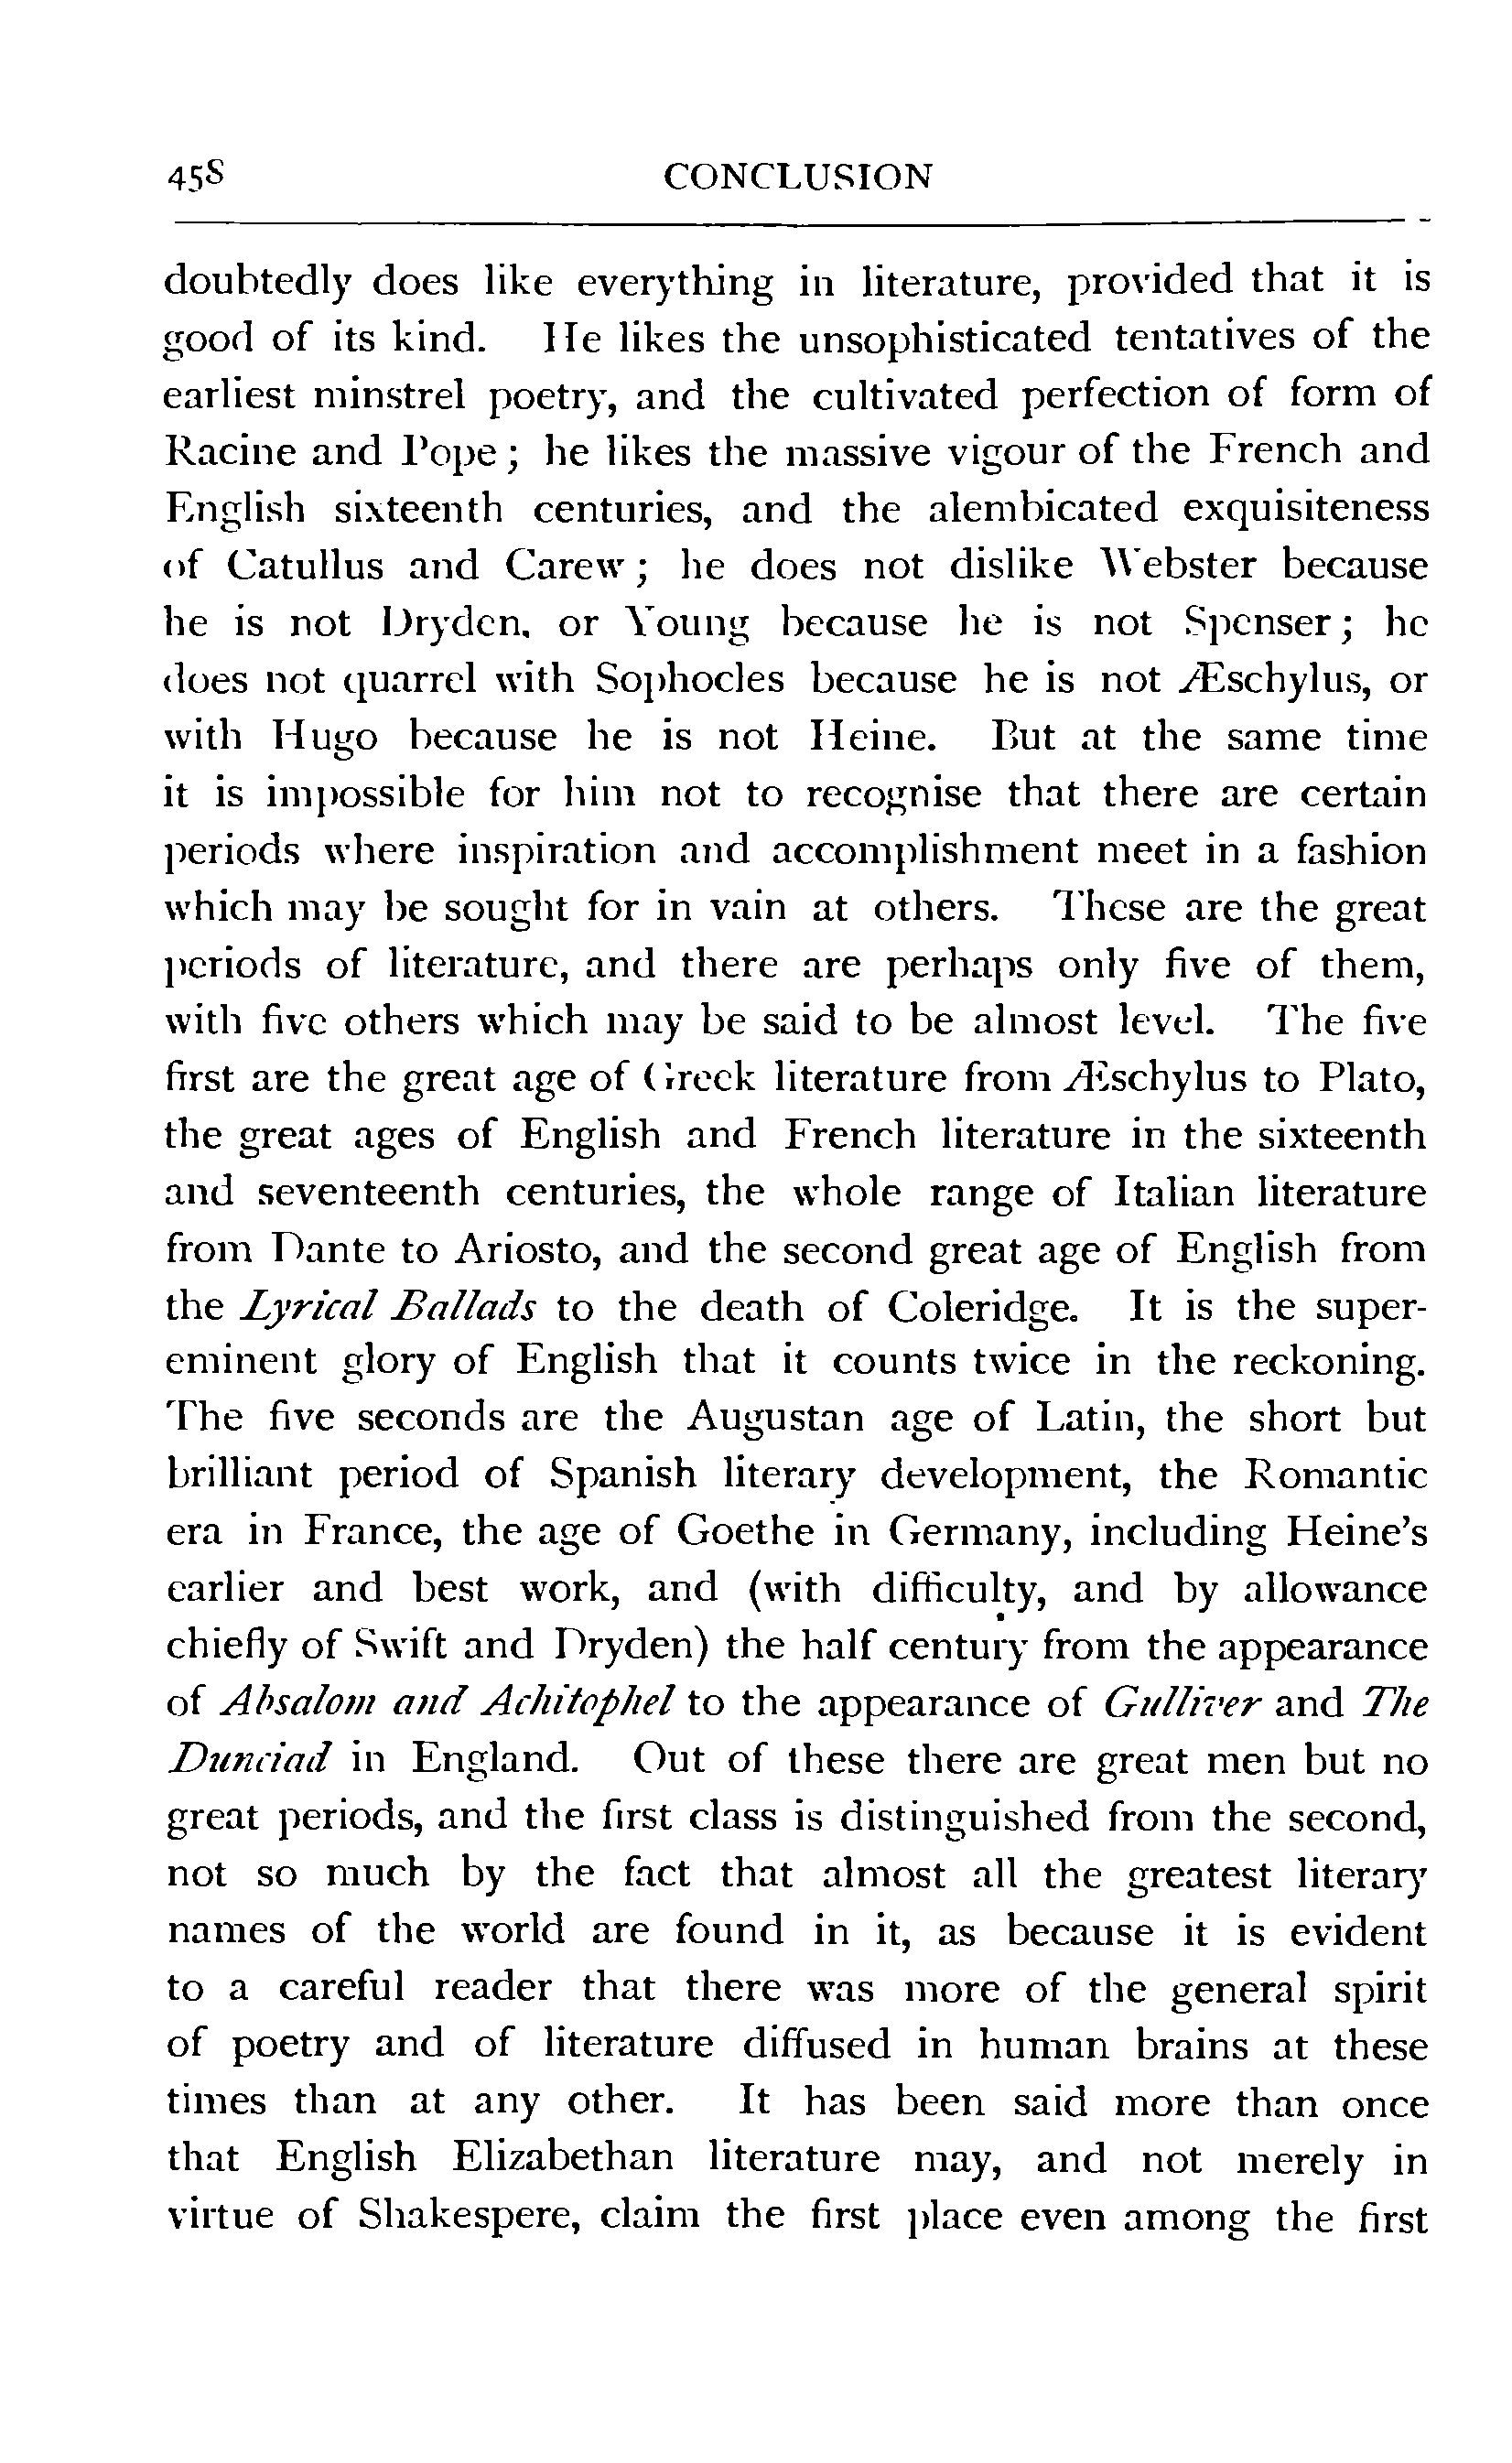 458 CONCLUSION
doubtedly does like everything in literature, provided that it is
good of its kind. He likes the unsophisticated tentatives of the
earliest minstrel poetry, and the cultivated perfection of form of
Racine and Pope; he likes the massive vigour of the French and
English sixteenth centuries, and the alembicated exquisiteness
of Catullus and Carew; he does not dislike Webster because
he is not Dryden, or Young because he is not Spenser; he
does not quarrel with Sophocles because he is not Æschylus, or
with Hugo because he is not Heine. But at the same time
it is impossible for him not to recognise that there are certain
periods where inspiration and accomplishment meet in a fashion
which may be sought for in vain at others. These are the great
periods of literature, and there are perhaps only five of them,
with five others which may be said to be almost level. The five
first are the great age of Greek literature from Æschylus to Plato,
the great ages of English and French literature in the sixteenth
and seventeenth centuries, the whole range of Italian literature
from Dante to Ariosto, and the second great age of English from
the Lyrical Ballads to the death of Coleridge. It is the super-
eminent glory of English that it counts twice in the reckoning.
The five seconds are the Augustan age of Latin, the short but
brilliant period of Spanish literary development, the Romantic
era in France, the age of Goethe in Germany, including Heine's
earlier and best work, and (with difficulty, and by allowance
chiefly of Swift and Dryden) the half century from the appearance
of Absalom and Achitophel to the appearance of Gulliver and The
Dunciad in England. Out of these there are great men but no
great periods, and the first class is distinguished from the second,
not so much by the fact that almost all the greatest literary
names of the world are found in it, as because it is evident
to a careful reader that there was more of the general spirit
of poetry and of literature diffused in human brains at these
times than at any other. It has been said more than once
that English Elizabethan literature may, and not merely in
virtue of Shakespere, claim the first place even among the first